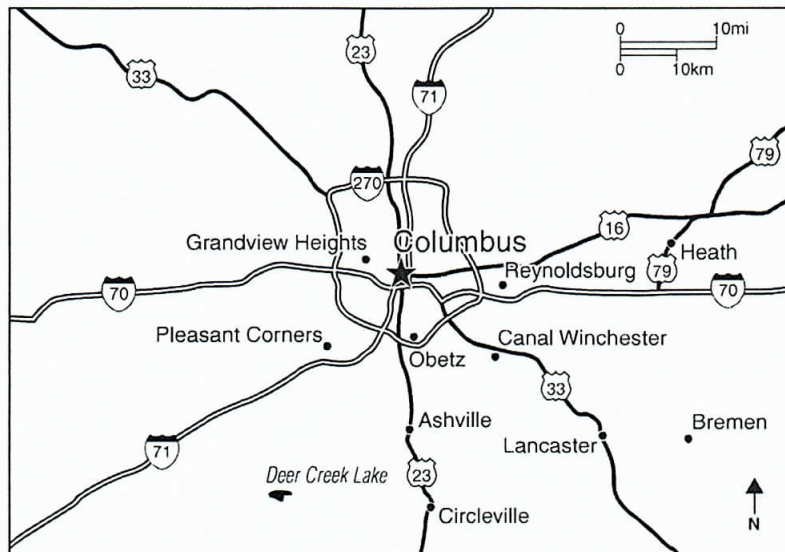 0 10mi
0 10km
33
23
71
79
270
16
Grandview Heights
Columbus
Heath
Reynoldsburg
79
70
70
Pleasant Corners
Canal Winchester
Obetz
33
Ashville
Lancaster
Bremen
71
Deer Creek Lake
23
Circleville
N